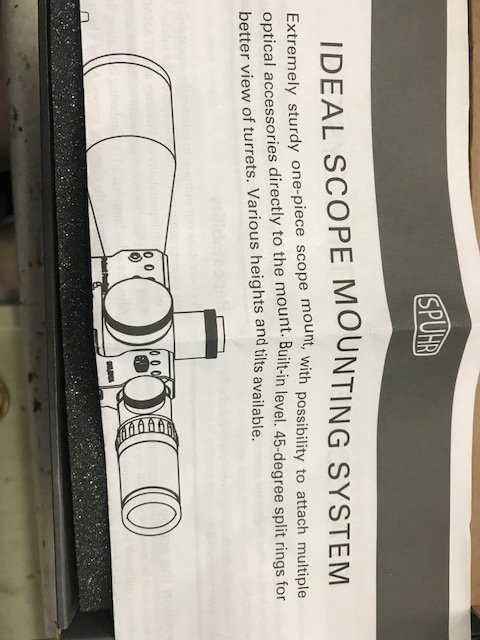 SPUHR
IDEAL SCOPE MOUNTING SYSTEM
Extremely sturdy one-piece scope mount, with possibility to attach multiple
optical accessories directly to the mount. Built-in level. 45-degree split rings for
better view of turrets. Various heights and tilts available.